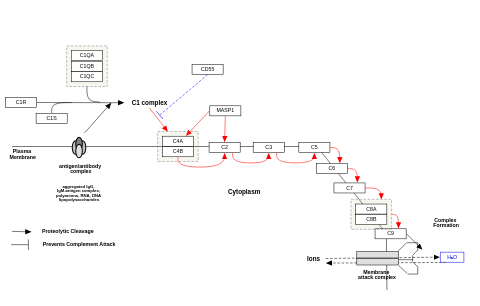 C1QA
C1QB
C1QC
CD55
C1R
C1 complex
C1S
MASP1
C4A
C4B
C2
C3
C5
Plasma
Membrane
antigen/antibody
complex
C6
C7
aggregated IgG,
IgM-antigen complex,
polyanions, RNA, DNA
lipopolysaccharides
Cytoplasm
C8A
C8B
Complex
Formation
C9
Proteolytic Cleavage
Prevents Complement Attack
Ions
H2O
Membrane
attack complex